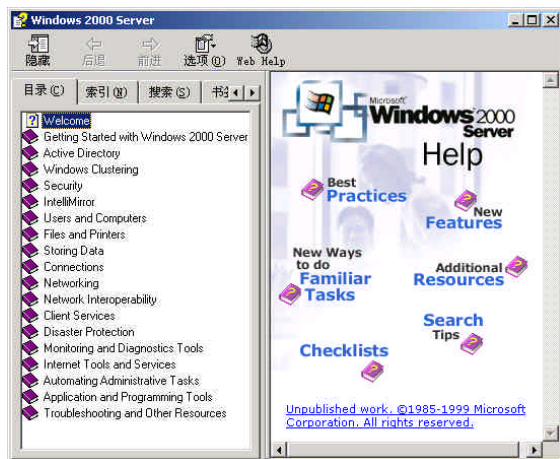 Windows 2000 Server
隐藏
后退
前进
选项(O)
Web Help
目录(C)
索引(N)
搜索(S)
Welcome
Getting Started with Windows 2000 Server
Active Directory
Windows Clustering
Security
IntelliMirror
Users and Computers
Files and Printers
Storing Data
Connections
Networking
Network Interoperability
Client Services
Disaster Protection
Monitoring and Diagnostics Tools
Internet Tools and Services
Automating Administrative Tasks
Application and Programming Tools
Troubleshooting and Other Resources
Microsoft
Windows 2000
Server
Help
Best
Practices
New
Features
New Ways
to do
Familiar
Tasks
Additional
Resources
Search
Tips
Checklists
Unpublished work. ©1985-1999 Microsoft
Corporation. All rights reserved.